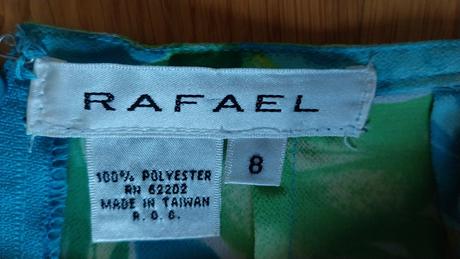 RAFAEL
8
100% POLYESTER
RN 62202
MADE IN TAIWAN
R.O.C.